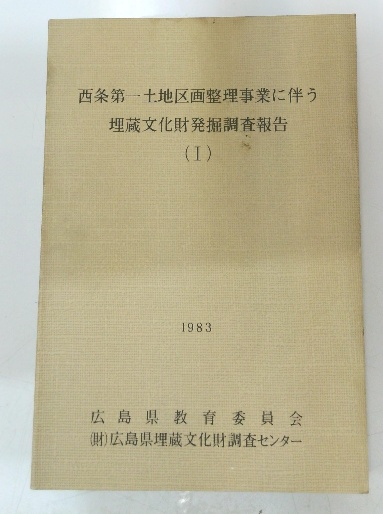 西条第一土地区画整理事業に伴う
埋蔵文化財発掘調査報告
(I)
1983
広島県教育委員会
(財)広島県埋蔵文化財調査センター